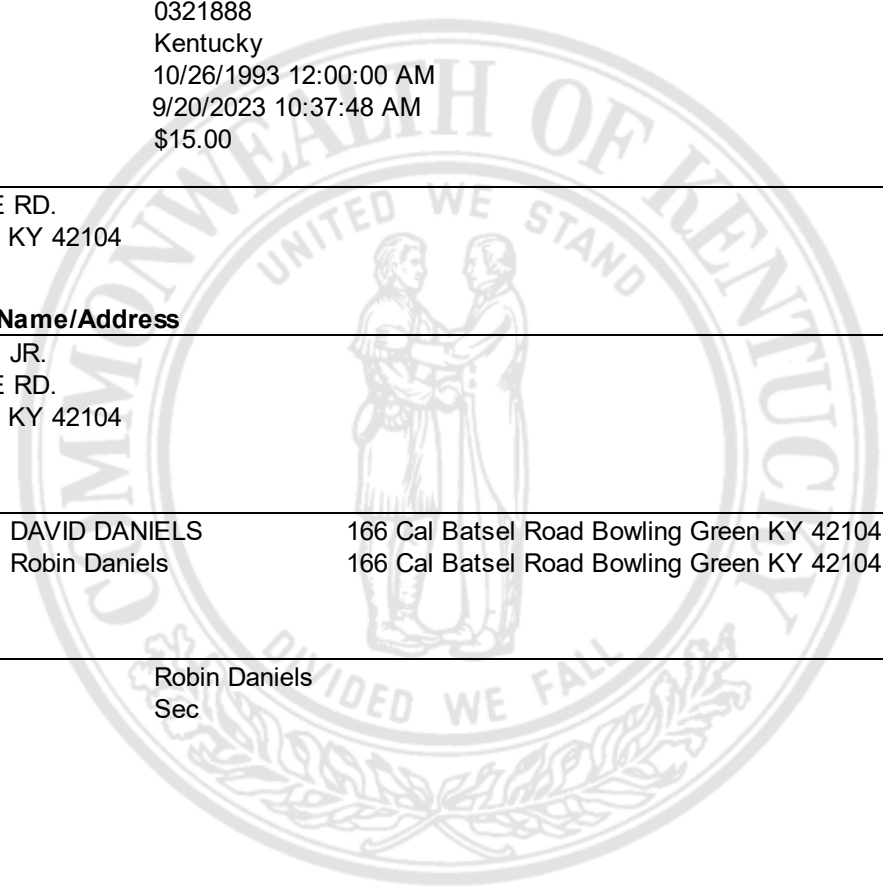 0321888
Kentucky
10/26/1993 12:00:00 AM
9/20/2023 10:37:48 AM
$15.00
E RD.
KY 42104
Name/Address
JR.
E RD.
KY 42104
DAVID DANIELS 166 Cal Batsel Road Bowling Green KY 42104
Robin Daniels 166 Cal Batsel Road Bowling Green KY 42104
Robin Daniels
Sec
COMMONWEALTH OF KENTUCKY
UNITED WE STAND
DIVIDED WE FALL